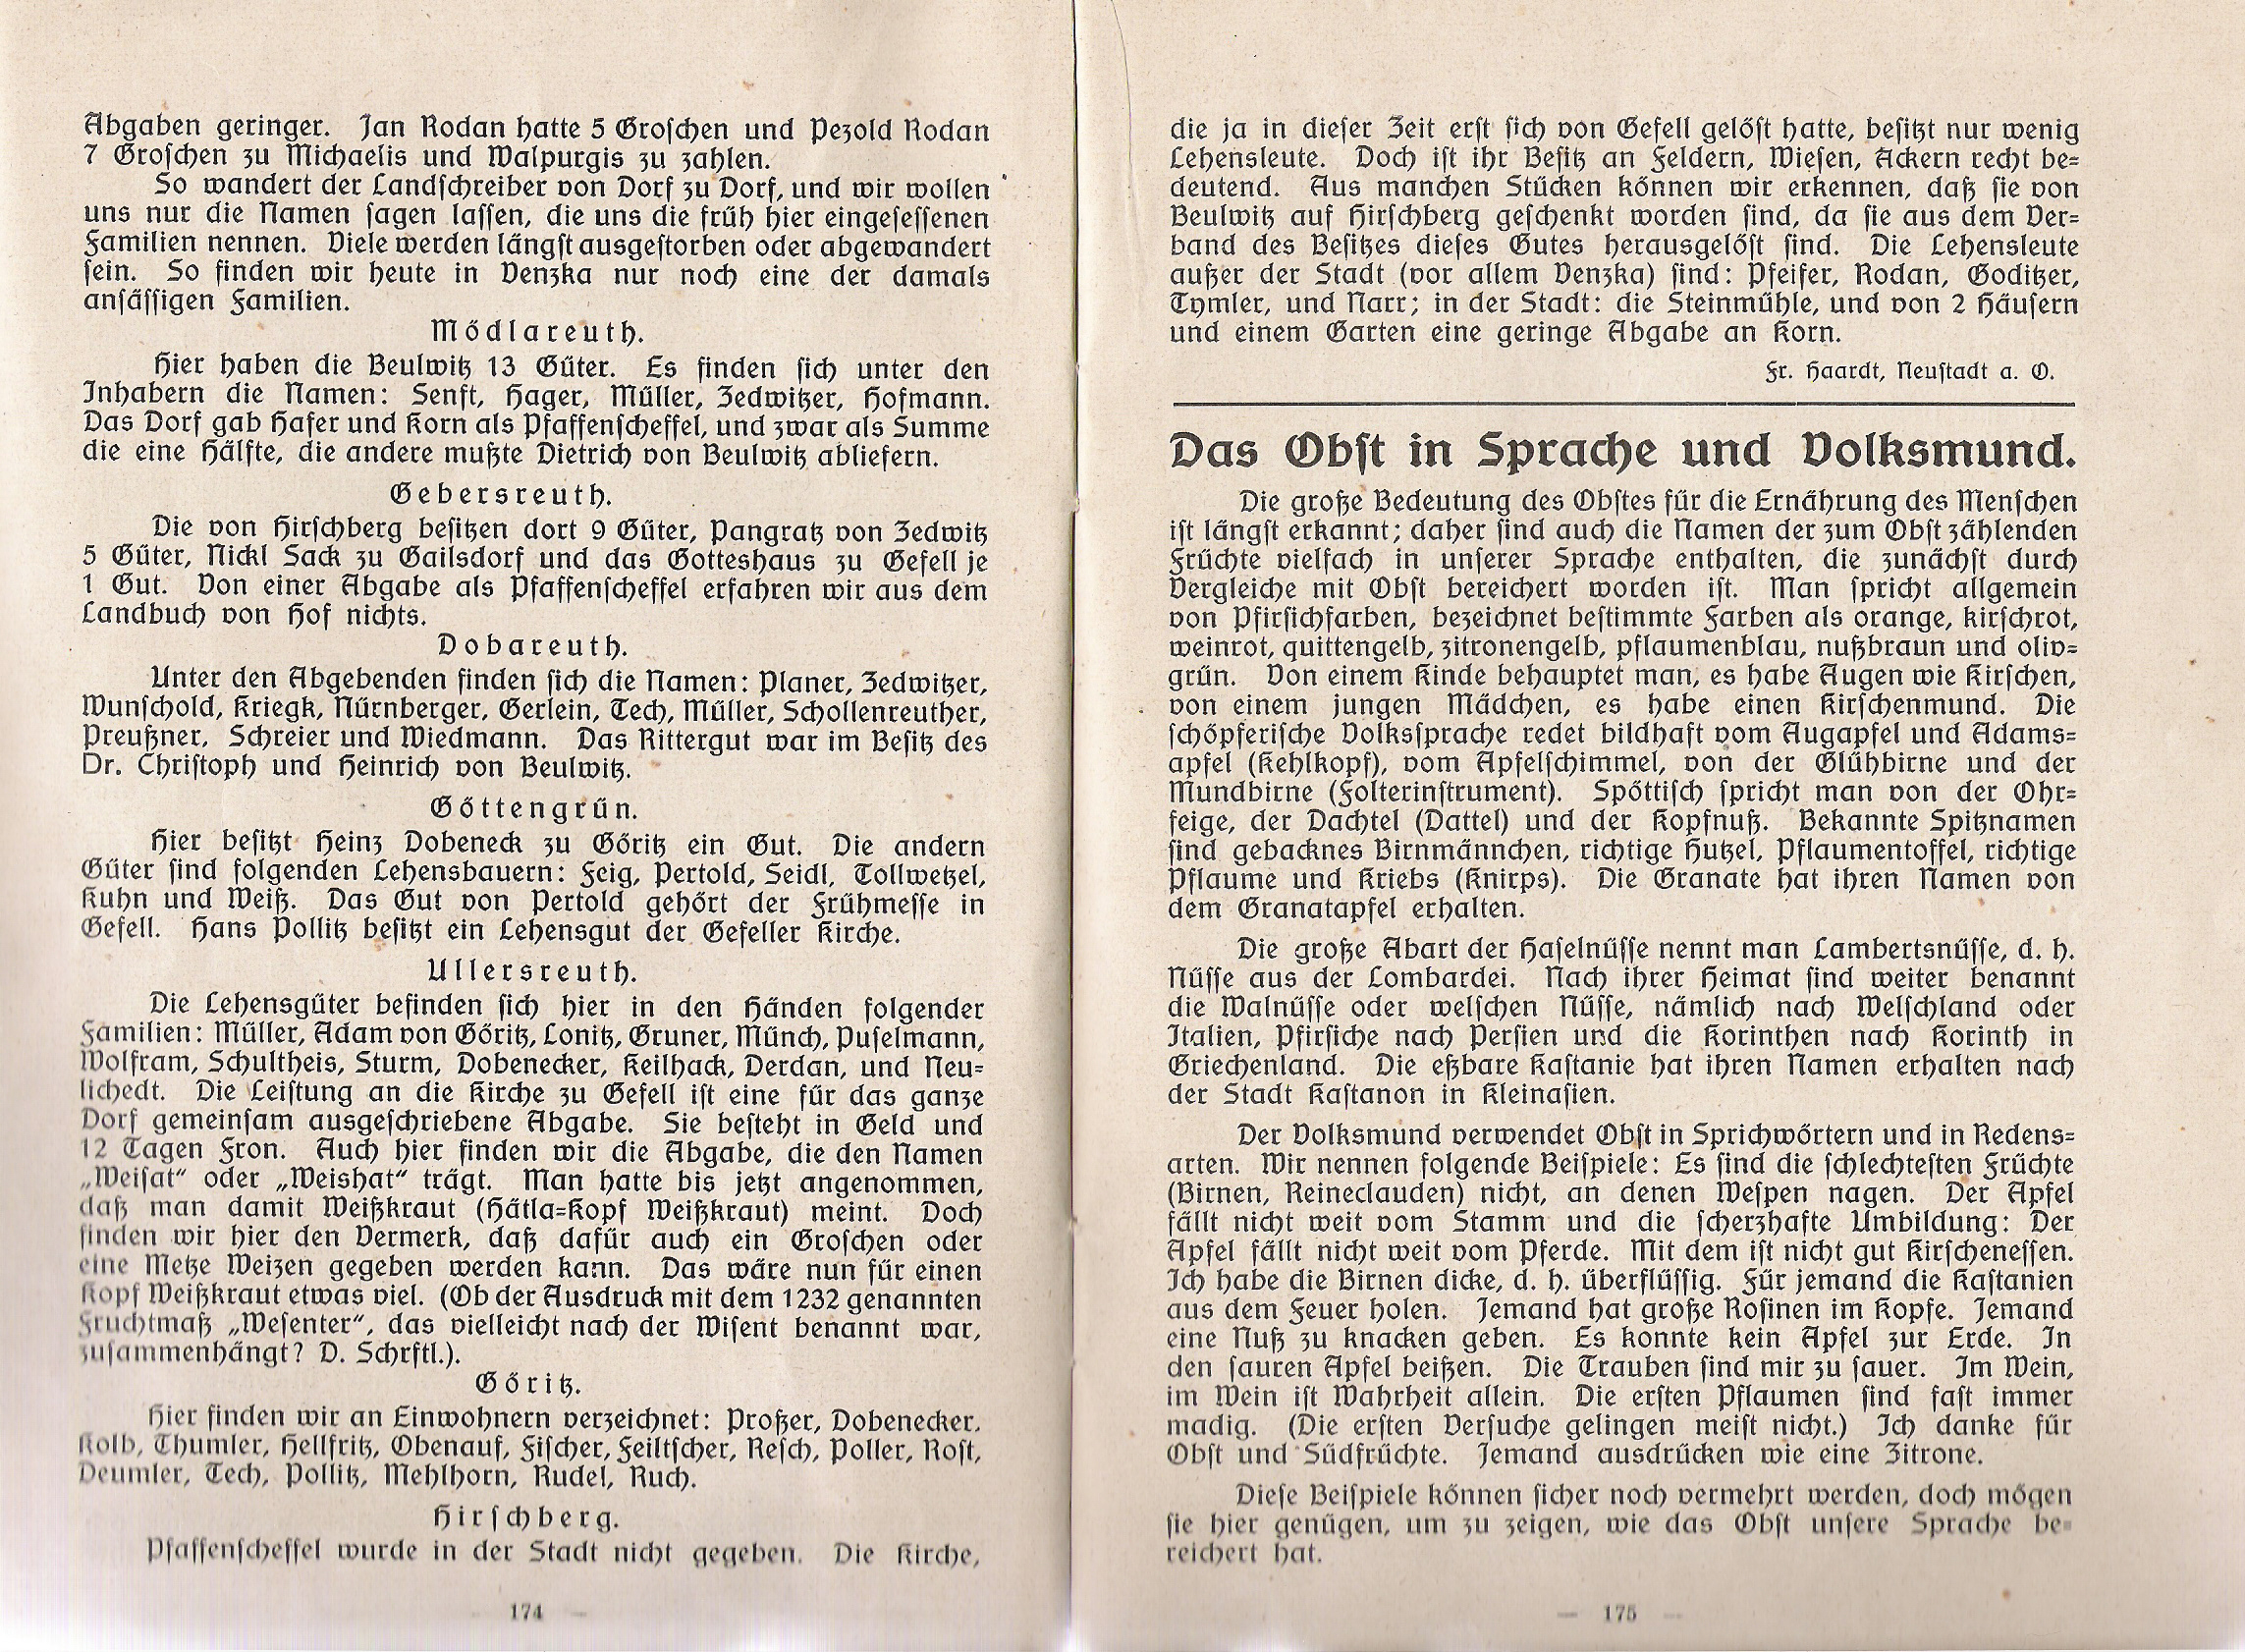 Abgaben geringer. Jan Rodan hatte 5 Groſchen und Pezold Rodan
7 Groſchen zu Michaelis und Walpurgis zu zahlen.
So wandert der Landſchreiber von Dorf zu Dorf, und wir wollen
uns nur die Namen ſagen laſſen, die uns die früh hier eingeſeſſenen
Familien nennen. Viele werden längſt ausgeſtorben oder abgewandert
ſein. So finden wir heute in Venzka nur noch eine der damals
anſäſſigen Familien.
Mödlareuth.
Hier haben die Beulwitz 13 Güter. Es finden ſich unter den
Inhabern die Namen: Senft, Hager, Müller, Zedwitzer, Hofmann.
Das Dorf gab Hafer und Korn als Pfaffenſcheffel, und zwar als Summe
die eine Hälfte, die andere mußte Dietrich von Beulwitz abliefern.
Gebersreuth.
Die von Hirſchberg beſitzen dort 9 Güter, Pangratz von Zedwitz
5 Güter, Nickl Sack zu Gailsdorf und das Gotteshaus zu Gefell je
1 Gut. Von einer Abgabe als Pfaffenſcheffel erfahren wir aus dem
Landbuch von Hof nichts.
Dobareuth.
Unter den Abgebenden finden ſich die Namen: Planer, Zedwitzer,
Wunſchold, Kriegk, Nürnberger, Gerlein, Tech, Müller, Schollenreuther,
Preußner, Schreier und Wiedmann. Das Rittergut war im Beſitz des
Dr. Chriſtoph und Heinrich von Beulwitz.
Göttengrün.
Hier beſitzt Heinz Dobeneck zu Göritz ein Gut. Die andern
Güter ſind folgenden Lehensbauern: Feig, Pertold, Seidl, Tollwetzel,
Kuhn und Weiß. Das Gut von Pertold gehört der Frühmeſſe in
Gefell. Hans Pollitz beſitzt ein Lehensgut der Gefeller Kirche.
Ullersreuth.
Die Lehensgüter befinden ſich hier in den Händen folgender
Familien: Müller, Adam von Göritz, Lonitz, Gruner, Münch, Puſelmann,
Wolfram, Schultheis, Sturm, Dobenecker, Keilhack, Derdan, und Neu=
lichedt. Die Leiſtung an die Kirche zu Gefell iſt eine für das ganze
Dorf gemeinſam ausgeſchriebene Abgabe. Sie beſteht in Geld und
12 Tagen Fron. Auch hier finden wir die Abgabe, die den Namen
„Weiſat“ oder „Weishat“ trägt. Man hatte bis jetzt angenommen,
daß man damit Weißkraut (Hätla=Kopf Weißkraut) meint. Doch
finden wir hier den Vermerk, daß dafür auch ein Groſchen oder
eine Metze Weizen gegeben werden kann. Das wäre nun für einen
Kopf Weißkraut etwas viel. (Ob der Ausdruck mit dem 1232 genannten
Fruchtmaß „Weſenter“, das vielleicht nach der Wiſent benannt war,
zuſammenhängt? D. Schrftl.).
Göritz.
Hier finden wir an Einwohnern verzeichnet: Proßer, Dobenecker,
Kolb, Thumler, Hellfritz, Obenauf, Fiſcher, Feiltſcher, Reſch, Poller, Roſt,
Deumler, Tech, Pollitz, Mehlhorn, Rudel, Ruch.
Hirſchberg.
Pfaffenſcheffel wurde in der Stadt nicht gegeben. Die Kirche,
174 —
die ja in dieſer Zeit erſt ſich von Gefell gelöſt hatte, beſitzt nur wenig
Lehensleute. Doch iſt ihr Beſitz an Feldern, Wieſen, Äckern recht be=
deutend. Aus manchen Stücken können wir erkennen, daß ſie von
Beulwitz auf Hirſchberg geſchenkt worden ſind, da ſie aus dem Ver=
band des Beſitzes dieſes Gutes herausgelöſt ſind. Die Lehensleute
außer der Stadt (vor allem Venzka) ſind: Pfeifer, Rodan, Goditzer,
Tymler, und Narr; in der Stadt: die Steinmühle, und von 2 Häuſern
und einem Garten eine geringe Abgabe an Korn.
Fr. Haardt, Neuſtadt a. O.
Das Obſt in Sprache und Volksmund.
Die große Bedeutung des Obſtes für die Ernährung des Menſchen
iſt längſt erkannt; daher ſind auch die Namen der zum Obſt zählenden
Früchte vielfach in unſerer Sprache enthalten, die zunächſt durch
Vergleiche mit Obſt bereichert worden iſt. Man ſpricht allgemein
von Pfirſichfarben, bezeichnet beſtimmte Farben als orange, kirſchrot,
weinrot, quittengelb, zitronengelb, pflaumenblau, nußbraun und oliv=
grün. Von einem Kinde behauptet man, es habe Augen wie Kirſchen,
von einem jungen Mädchen, es habe einen Kirſchenmund. Die
ſchöpferiſche Volksſprache redet bildhaft vom Augapfel und Adams=
apfel (Kehlkopf), vom Apfelſchimmel, von der Glühbirne und der
Mundbirne (Folterinſtrument). Spöttiſch ſpricht man von der Ohr=
feige, der Dachtel (Dattel) und der Kopfnuß. Bekannte Spitznamen
ſind gebacknes Birnmännchen, richtige Hutzel, Pflaumentoffel, richtige
Pflaume und Kriebs (Knirps). Die Granate hat ihren Namen von
dem Granatapfel erhalten.
Die große Abart der Haſelnüſſe nennt man Lambertsnüſſe, d. h.
Nüſſe aus der Lombardei. Nach ihrer Heimat ſind weiter benannt
die Walnüſſe oder welſchen Nüſſe, nämlich nach Welſchland oder
Italien, Pfirſiche nach Perſien und die Korinthen nach Korinth in
Griechenland. Die eßbare Kaſtanie hat ihren Namen erhalten nach
der Stadt Kaſtanon in Kleinaſien.
Der Volksmund verwendet Obſt in Sprichwörtern und in Redens=
arten. Wir nennen folgende Beiſpiele: Es ſind die ſchlechteſten Früchte
(Birnen, Reineclauden) nicht, an denen Weſpen nagen. Der Apfel
fällt nicht weit vom Stamm und die ſcherzhafte Umbildung: Der
Apfel fällt nicht weit vom Pferde. Mit dem iſt nicht gut Kirſcheneſſen.
Ich habe die Birnen dicke, d. h. überflüſſig. Für jemand die Kaſtanien
aus dem Feuer holen. Jemand hat große Roſinen im Kopfe. Jemand
eine Nuß zu knacken geben. Es konnte kein Apfel zur Erde. In
den ſauren Apfel beißen. Die Trauben ſind mir zu ſauer. Im Wein,
im Wein iſt Wahrheit allein. Die erſten Pflaumen ſind faſt immer
madig. (Die erſten Verſuche gelingen meiſt nicht.) Ich danke für
Obſt und Südfrüchte. Jemand ausdrücken wie eine Zitrone.
Dieſe Beiſpiele können ſicher noch vermehrt werden, doch mögen
ſie hier genügen, um zu zeigen, wie das Obſt unſere Sprache be=
reichert hat.
— 175 —